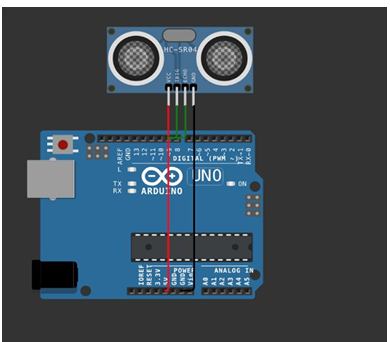 HC-SR04
VCC
TRIG
ECHO
GND
AREF
GND
13
12
~11
~10
~9
8
7
~6
~5
4
~3
2
TX→1
RX←0
DIGITAL (PWM ~)
L
TX
RX
UNO
ARDUINO
ON
IOREF
RESET
3.3V
5V
GND
GND
Vin
POWER
ANALOG IN
A0
A1
A2
A3
A4
A5